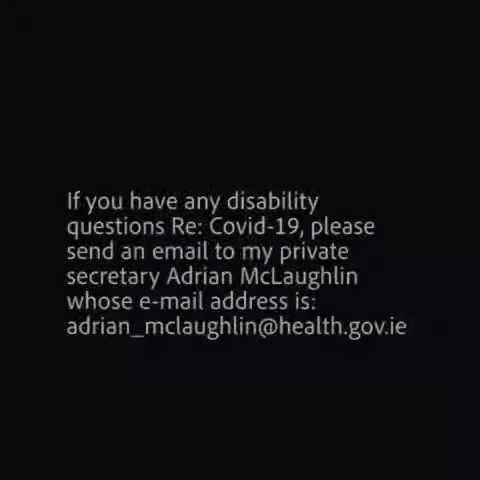 If you have any disability
questions Re: Covid-19, please
send an email to my private
secretary Adrian McLaughlin
whose e-mail address is:
adrian_mclaughlin@health.gov.ie